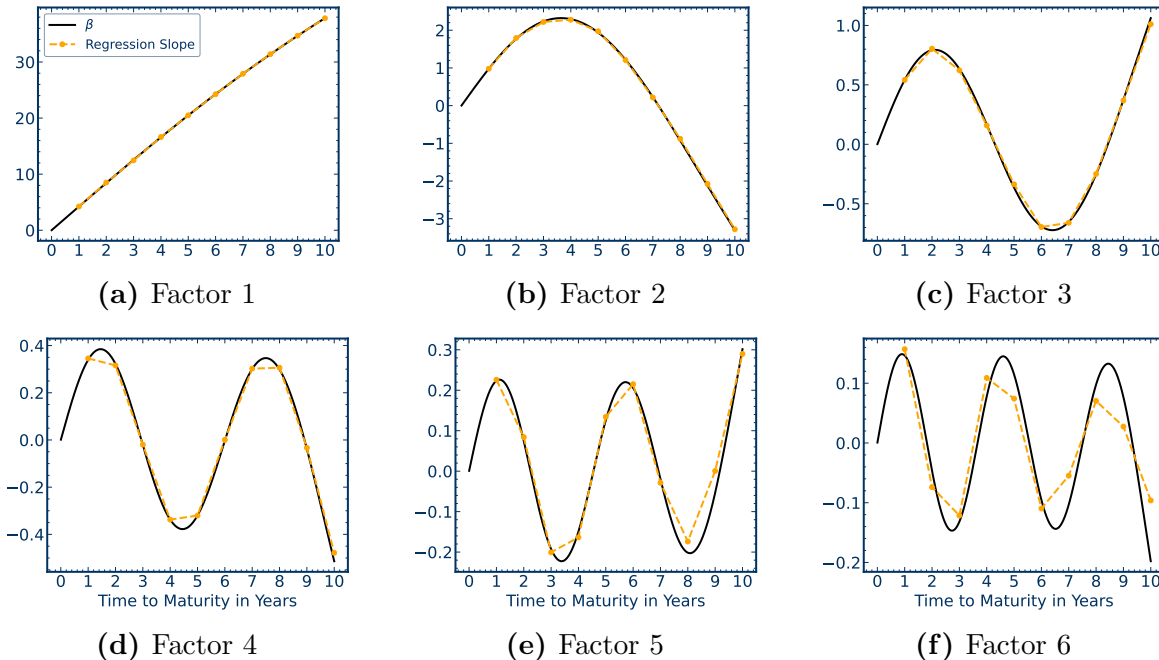 β
Regression Slope
30
20
10
0
0 1 2 3 4 5 6 7 8 9 10
(a) Factor 1
2
1
0
−1
−2
−3
0 1 2 3 4 5 6 7 8 9 10
(b) Factor 2
1.0
0.5
0.0
−0.5
0 1 2 3 4 5 6 7 8 9 10
(c) Factor 3
0.4
0.2
0.0
−0.2
−0.4
0 1 2 3 4 5 6 7 8 9 10
Time to Maturity in Years
(d) Factor 4
0.3
0.2
0.1
0.0
−0.1
−0.2
0 1 2 3 4 5 6 7 8 9 10
Time to Maturity in Years
(e) Factor 5
0.1
0.0
−0.1
−0.2
0 1 2 3 4 5 6 7 8 9 10
Time to Maturity in Years
(f) Factor 6